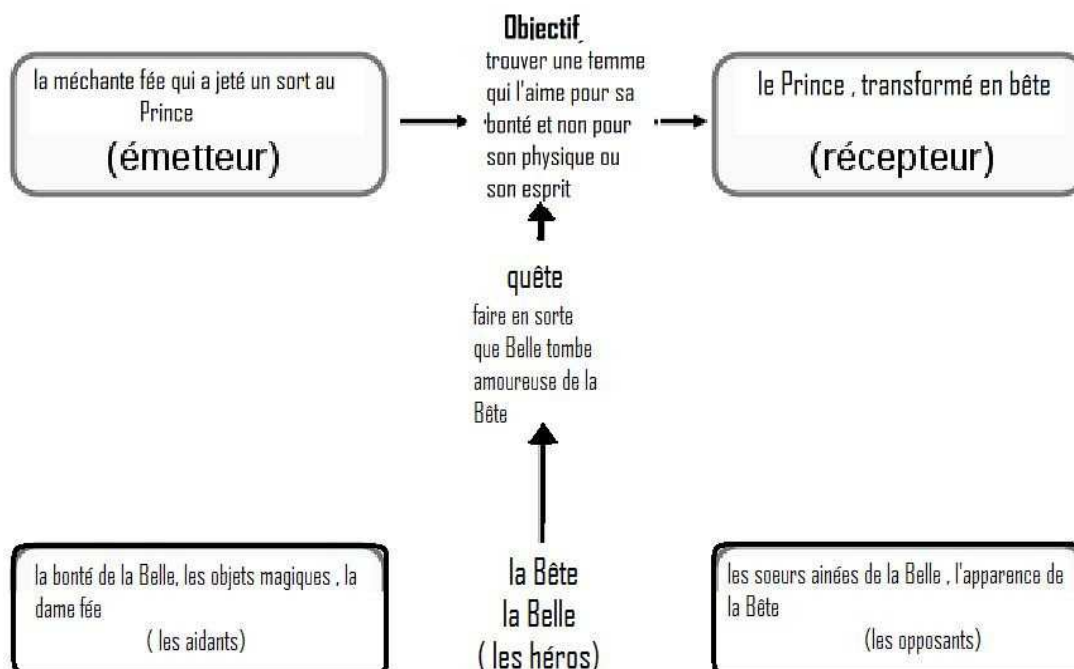 Objectif
trouver une femme
qui l'aime pour sa
bonté et non pour
son physique ou
son esprit
la méchante fée qui a jeté un sort au
Prince
(émetteur)
le Prince , transformé en bête
(récepteur)
quête
faire en sorte
que Belle tombe
amoureuse de la
Bête
la bonté de la Belle, les objets magiques , la
dame fée
( les aidants)
la Bête
la Belle
( les héros)
les soeurs ainées de la Belle , l'apparence de
la Bête
(les opposants)